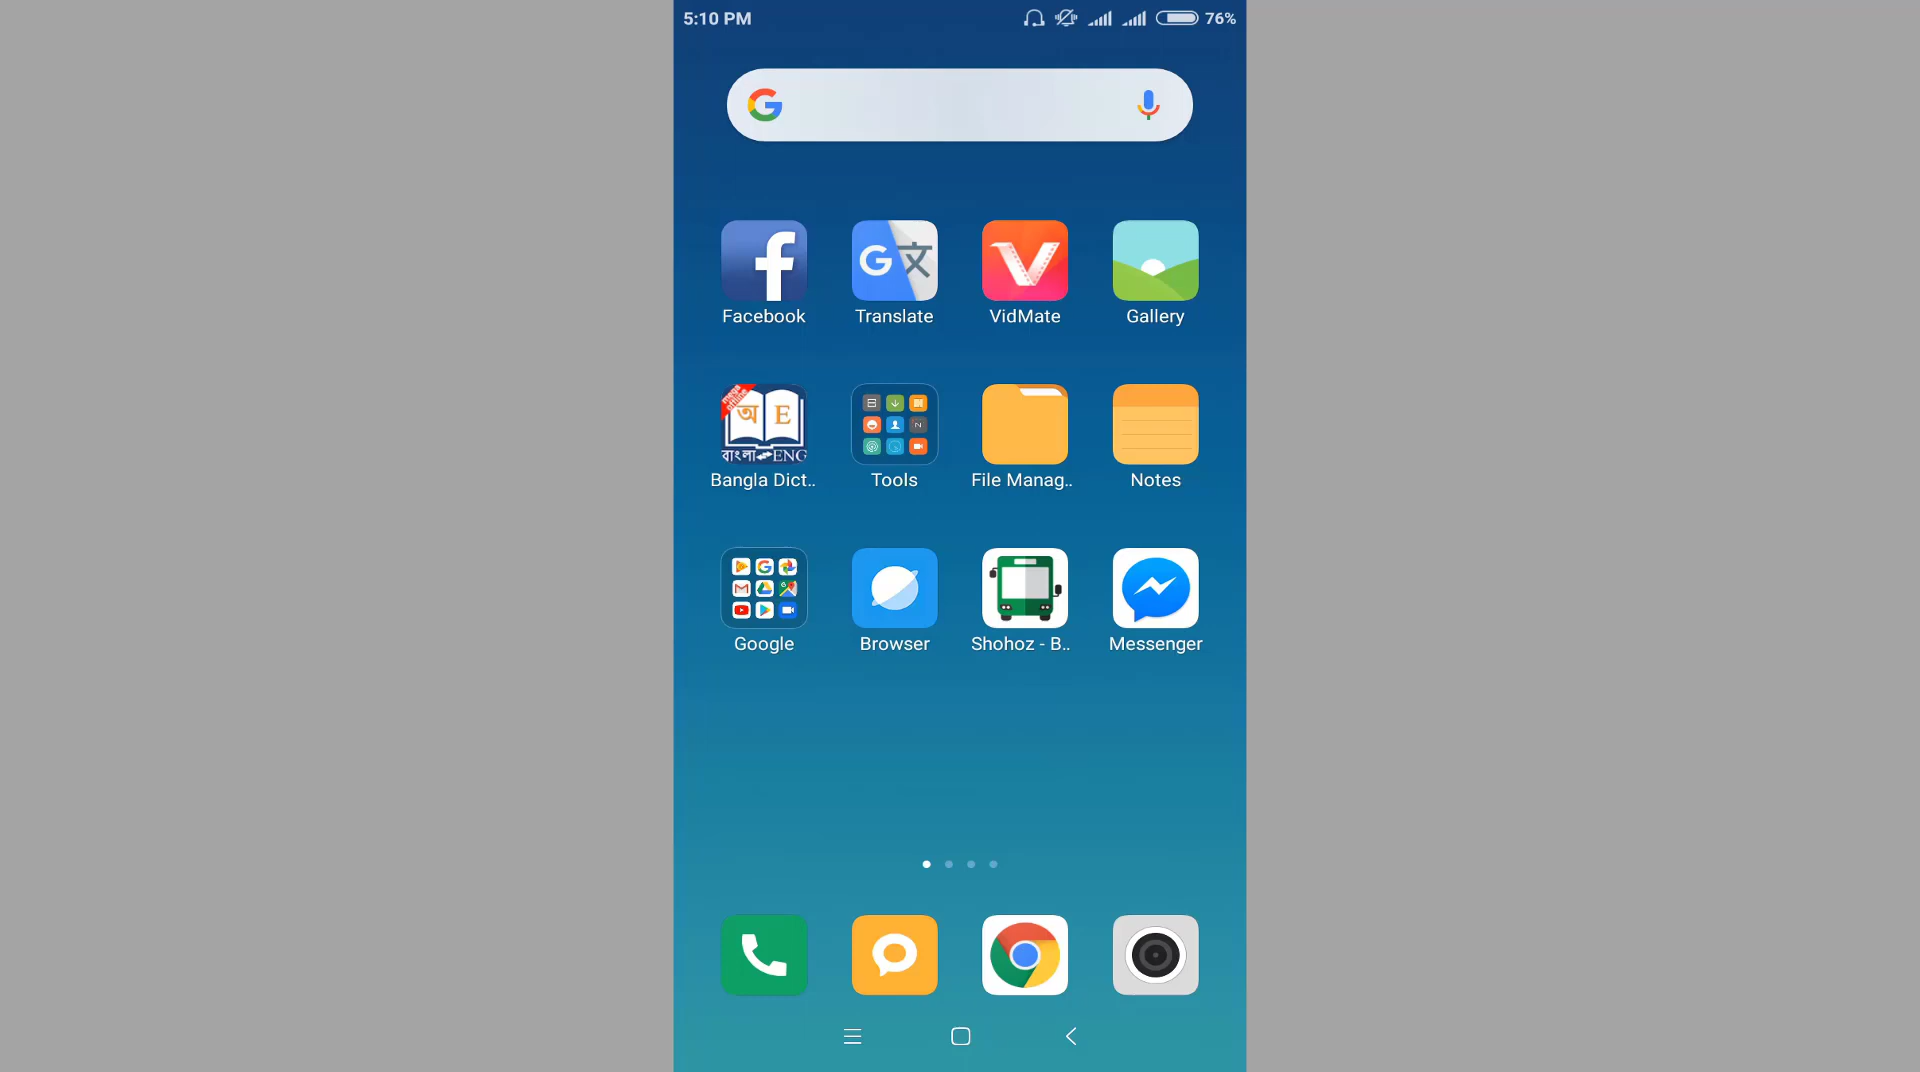 5:10 PM 76%
Facebook Translate VidMate Gallery
অ E
বাংলা ENG
Bangla Dict.. Tools File Manag.. Notes
Google Browser Shohoz - B.. Messenger